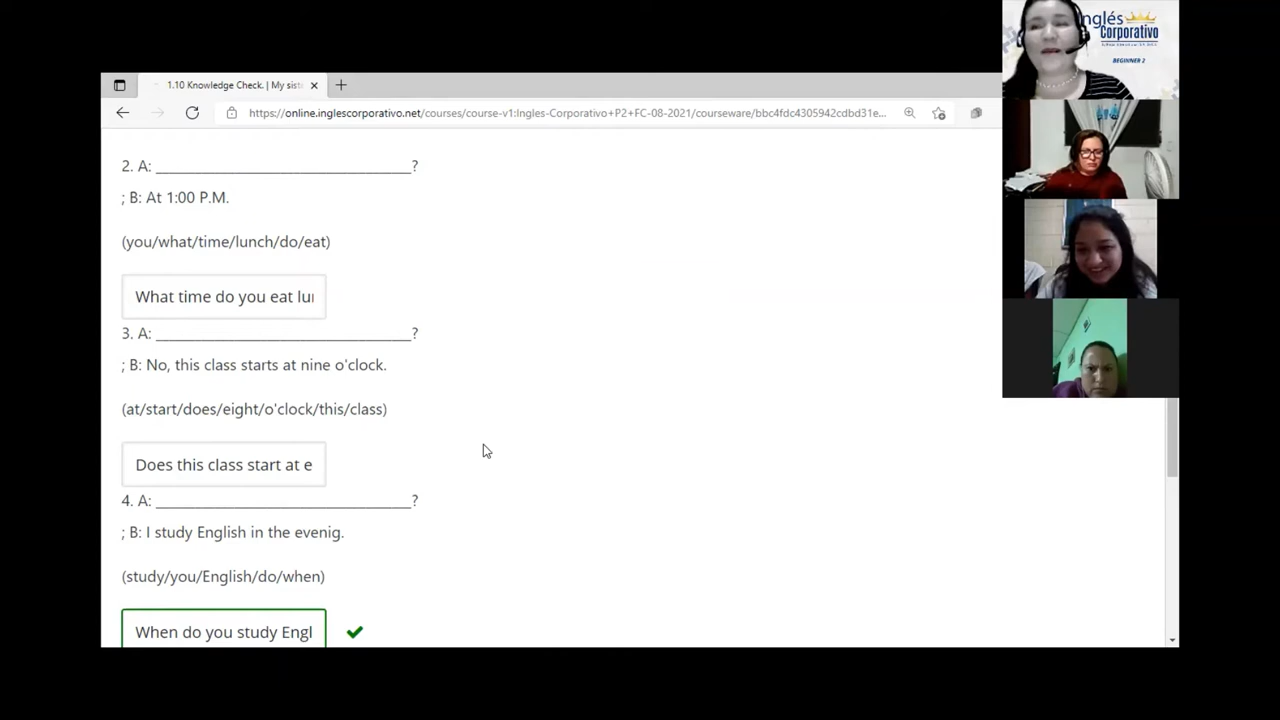 nglés
Corporativo
BEGINNER 2
1.10 Knowledge Check. | My sist
https://online.inglescorporativo.net/courses/course-v1:Ingles-Corporativo+P2+FC-08-2021/courseware/bbc4fdc4305942cdbd31e...
2. A: ________________________________?
; B: At 1:00 P.M.
(you/what/time/lunch/do/eat)
What time do you eat lu
3. A: ________________________________?
; B: No, this class starts at nine o'clock.
(at/start/does/eight/o'clock/this/class)
Does this class start at e
4. A: ________________________________?
; B: I study English in the evenig.
(study/you/English/do/when)
When do you study Engl